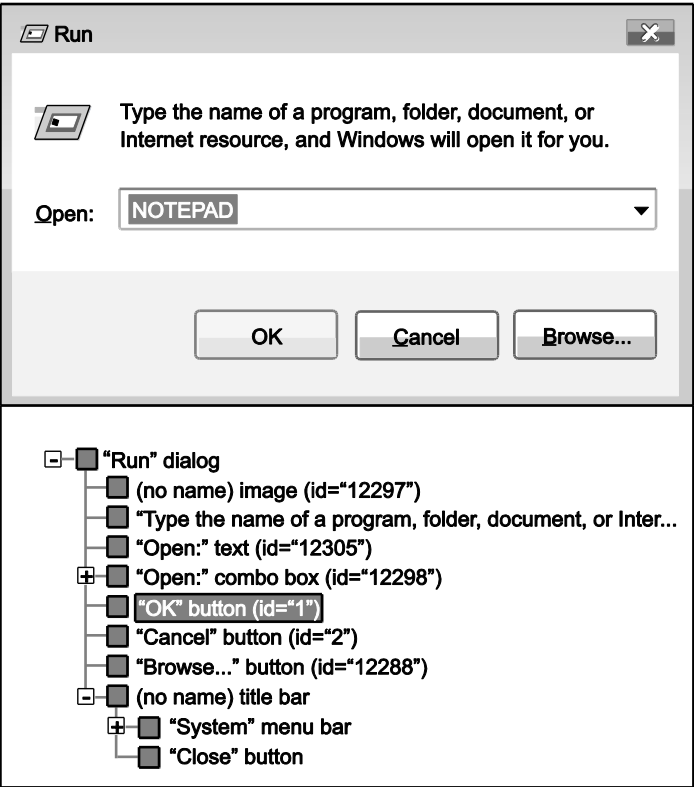 Run
Type the name of a program, folder, document, or
Internet resource, and Windows will open it for you.
Open: NOTEPAD
OK Cancel Browse...
“Run” dialog
(no name) image (id=“12297”)
“Type the name of a program, folder, document, or Inter...
“Open:” text (id=“12305”)
“Open:” combo box (id=“12298”)
“OK” button (id=“1”)
“Cancel” button (id=“2”)
“Browse...” button (id=“12288”)
(no name) title bar
“System” menu bar
“Close” button